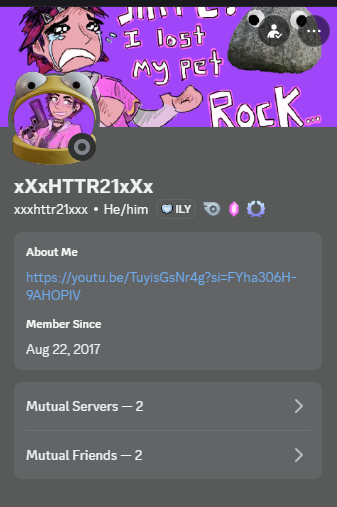 I lost
my pet
ROCK...
xXxHTTR21xXx
xxxhttr21xxx • He/him ILY
About Me
https://youtu.be/TuyisGsNr4g?si=FYha306H-
9AHOPIV
Member Since
Aug 22, 2017
Mutual Servers — 2
Mutual Friends — 2